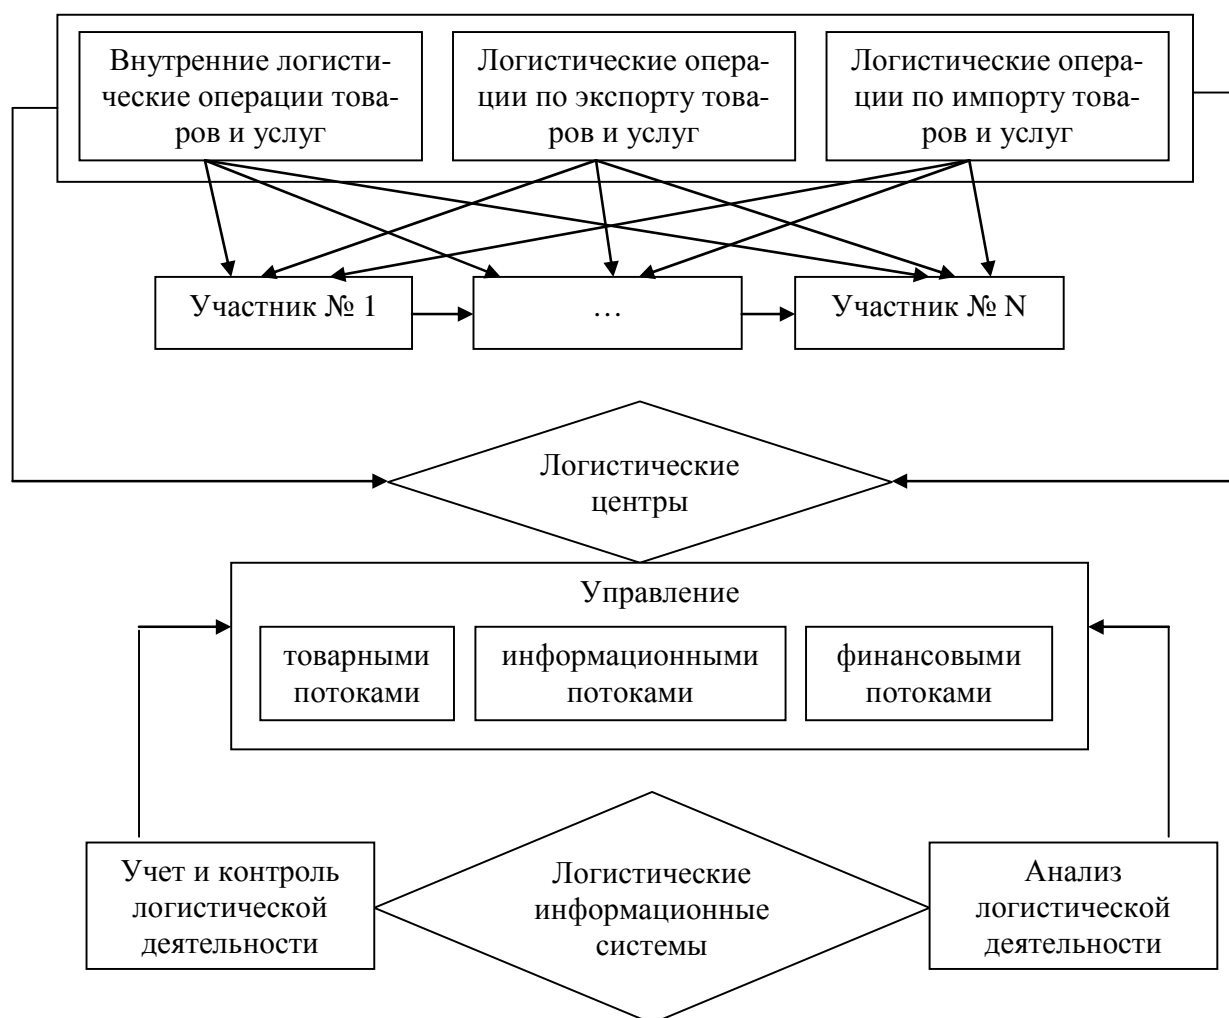 Внутренние логисти-
ческие операции това-
ров и услуг
Логистические опера-
ции по экспорту това-
ров и услуг
Логистические опера-
ции по импорту това-
ров и услуг
Участник № 1
…
Участник № N
Логистические
центры
Управление
товарными
потоками
информационными
потоками
финансовыми
потоками
Учет и контроль
логистической
деятельности
Логистические
информационные
системы
Анализ
логистической
деятельности